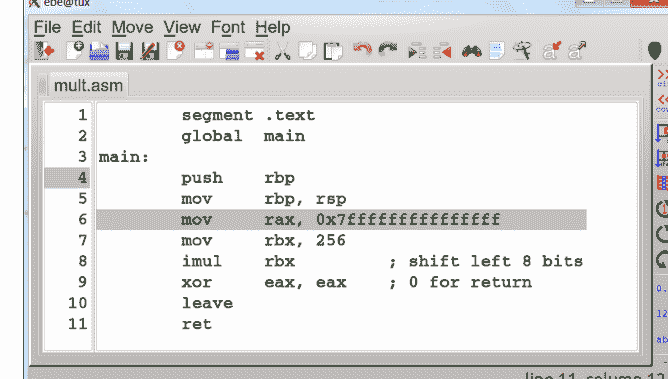 ebe@tux
File Edit Move View Font Help
mult.asm
1 segment .text
2 global main
3 main:
4 push rbp
5 mov rbp, rsp
6 mov rax, 0x7fffffffffffffff
7 mov rbx, 256
8 imul rbx ; shift left 8 bits
9 xor eax, eax ; 0 for return
10 leave
11 ret